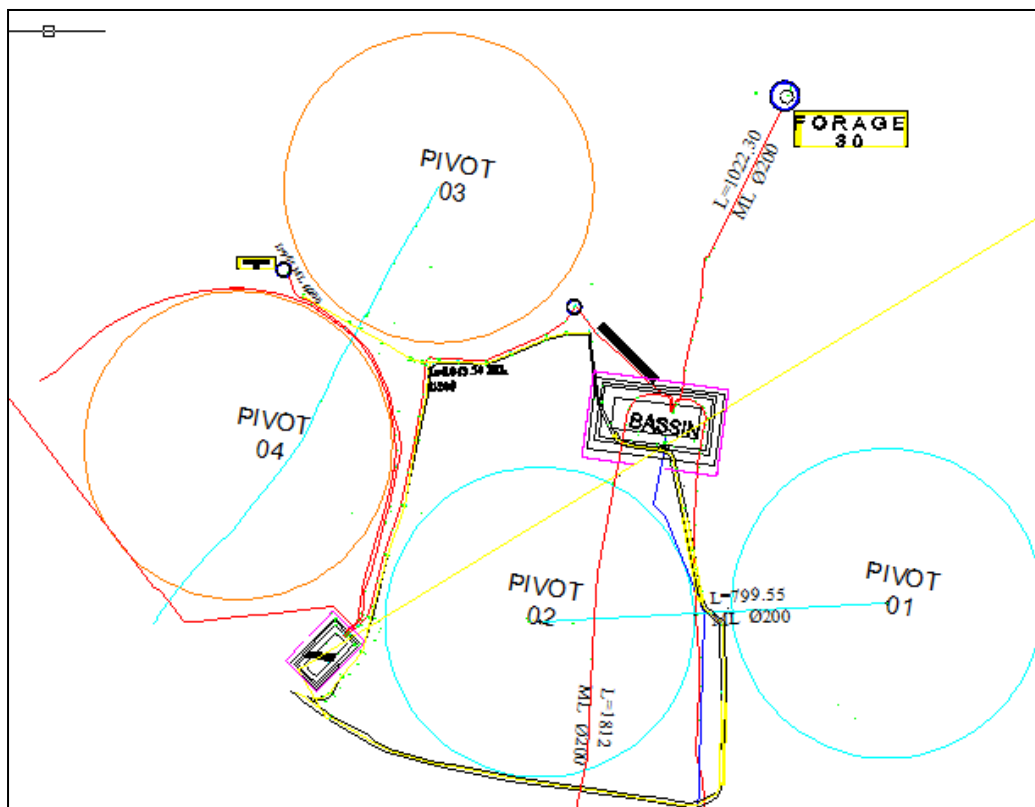 PIVOT
03
FORAGE
30
L=1022.30
ML Ø200
PIVOT
04
BASSIN
PIVOT
02
PIVOT
01
L=799.55
ML Ø200
L=1812
ML Ø200